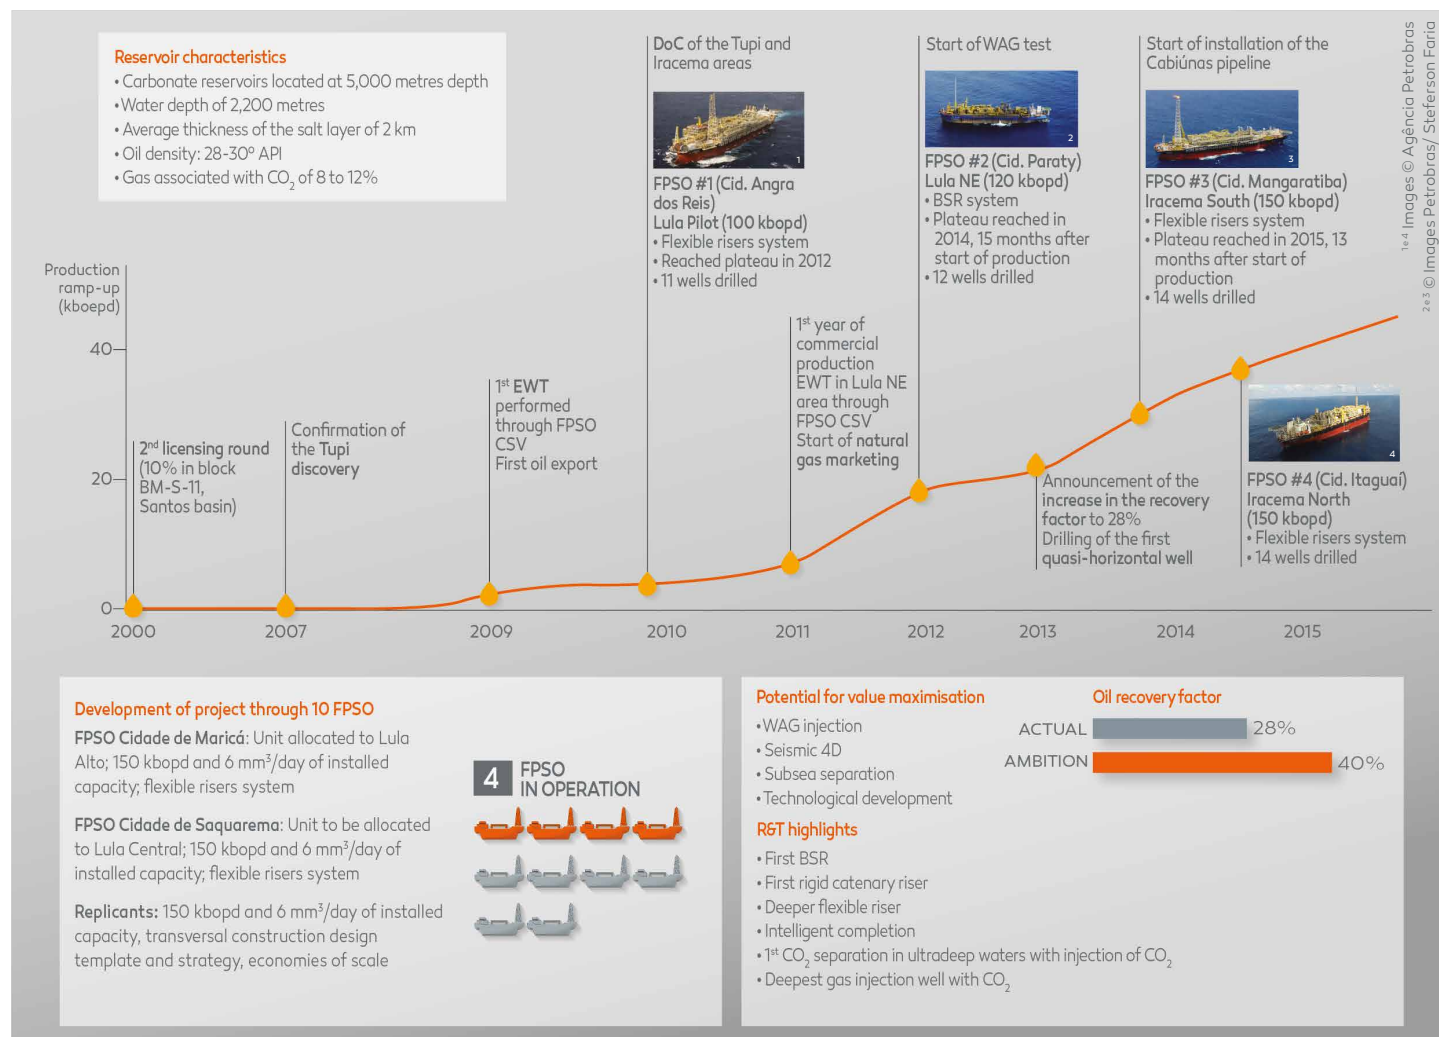 Reservoir characteristics
• Carbonate reservoirs located at 5,000 metres depth
• Water depth of 2,200 metres
• Average thickness of the salt layer of 2 km
• Oil density: 28-30º API
• Gas associated with CO₂ of 8 to 12%
Production
ramp-up
(kboepd)
40
20
0
2nd licensing round
(10% in block
BM-S-11,
Santos basin)
Confirmation of
the Tupi
discovery
1st EWT
performed
through FPSO
CSV
First oil export
DoC of the Tupi and
Iracema areas
1
FPSO #1 (Cid. Angra
dos Reis)
Lula Pilot (100 kbopd)
• Flexible risers system
• Reached plateau in 2012
• 11 wells drilled
1st year of
commercial
production
EWT in Lula NE
area through
FPSO CSV
Start of natural
gas marketing
Start of WAG test
2
FPSO #2 (Cid. Paraty)
Lula NE (120 kbopd)
• BSR system
• Plateau reached in
2014, 15 months after
start of production
• 12 wells drilled
Announcement of the
increase in the recovery
factor to 28%
Drilling of the first
quasi-horizontal well
Start of installation of the
Cabiúnas pipeline
3
FPSO #3 (Cid. Mangaratiba)
Iracema South (150 kbopd)
• Flexible risers system
• Plateau reached in 2015, 13
months after start of
production
• 14 wells drilled
4
FPSO #4 (Cid. Itaguaí)
Iracema North
(150 kbopd)
• Flexible risers system
• 14 wells drilled
1 e 4 Images © Agência Petrobras
2 e 3 © Images Petrobras/ Steferson Faria
2000
2007
2009
2010
2011
2012
2013
2014
2015
Development of project through 10 FPSO
FPSO Cidade de Maricá: Unit allocated to Lula
Alto; 150 kbopd and 6 mm³/day of installed
capacity; flexible risers system
FPSO Cidade de Saquarema: Unit to be allocated
to Lula Central; 150 kbopd and 6 mm³/day of
installed capacity; flexible risers system
Replicants: 150 kbopd and 6 mm³/day of installed
capacity, transversal construction design
template and strategy, economies of scale
4 FPSO
IN OPERATION
Potential for value maximisation
• WAG injection
• Seismic 4D
• Subsea separation
• Technological development
R&T highlights
• First BSR
• First rigid catenary riser
• Deeper flexible riser
• Intelligent completion
• 1st CO₂ separation in ultradeep waters with injection of CO₂
• Deepest gas injection well with CO₂
Oil recovery factor
ACTUAL 28%
AMBITION 40%